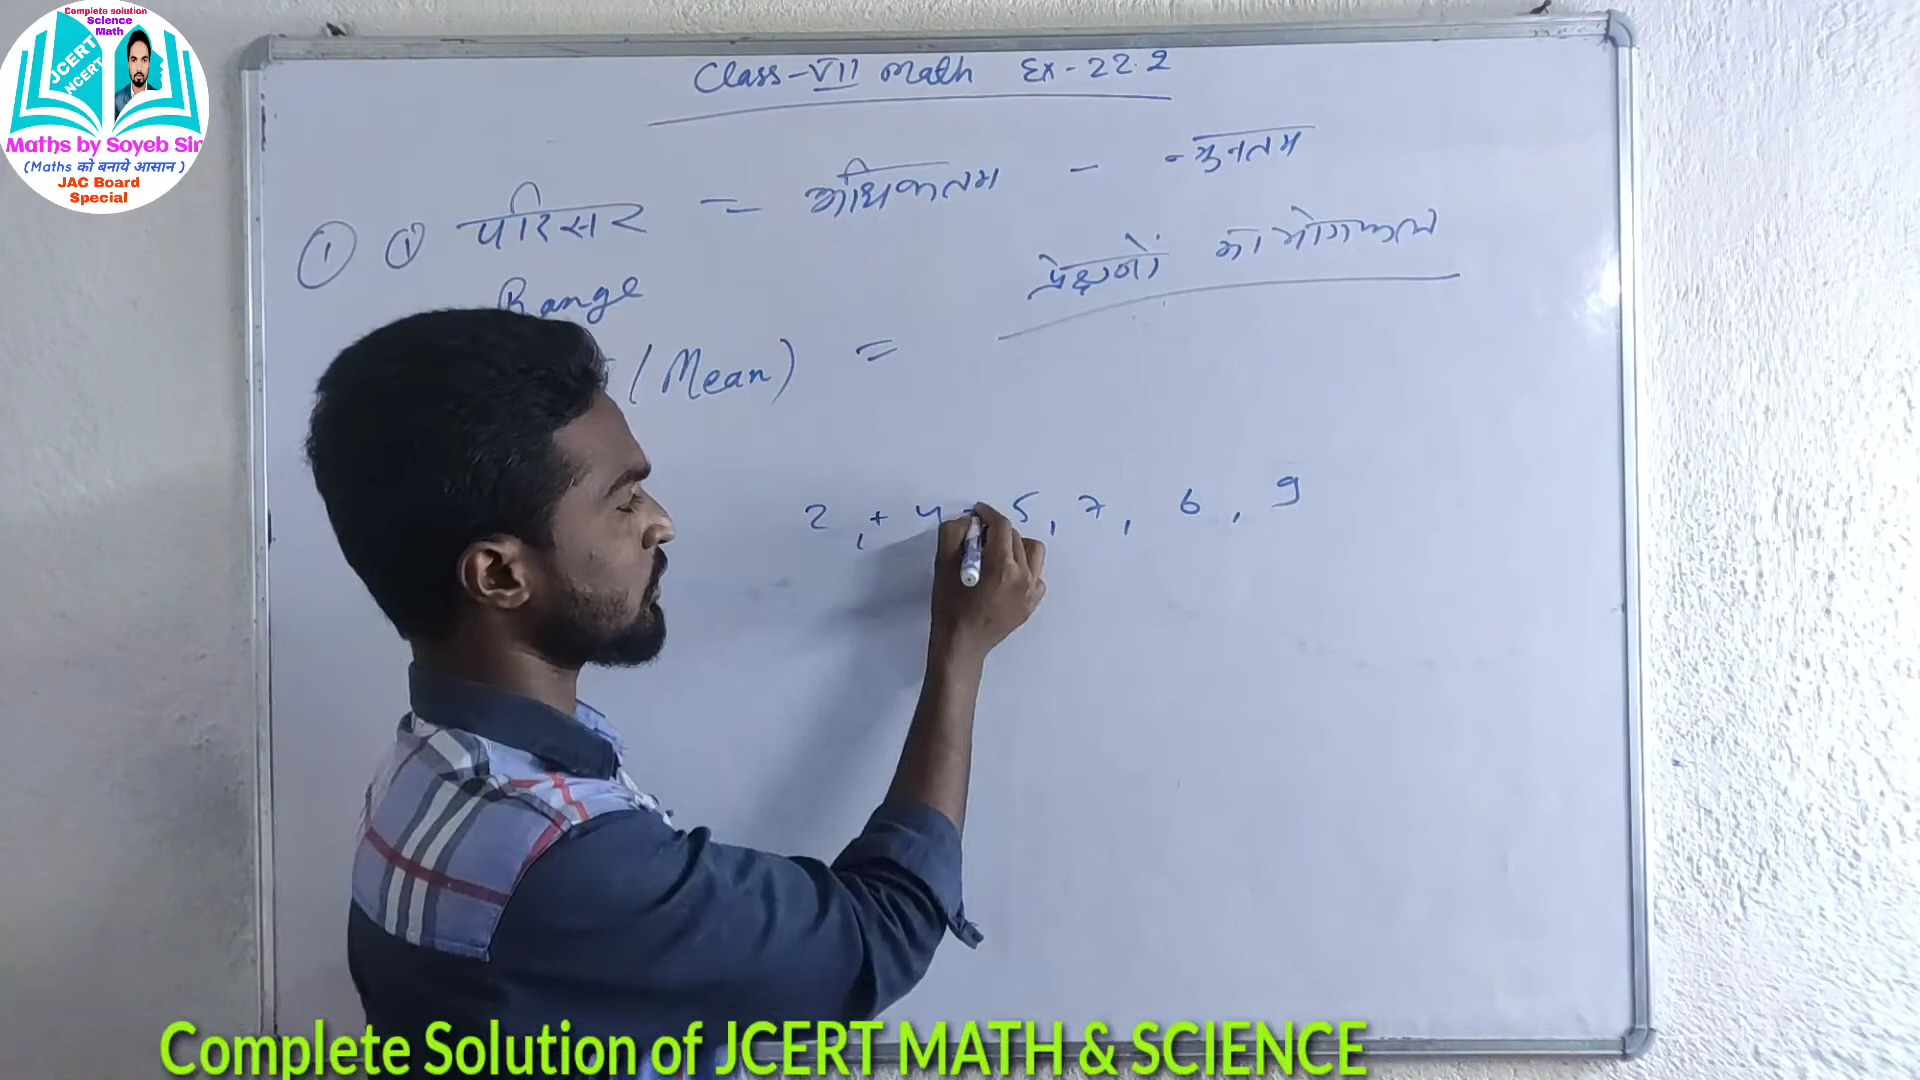 Complete solution
Science
Math
JCERT
NCERT
Maths by Soyeb Sir
(Maths को बनाये आसान )
JAC Board
Special
Class-VII Math Ex-22.2
① ① परिसर = अधिकतम - न्यूनतम
Range
प्रेक्षणों का योगफल
(Mean) =
2, + 4 + 5, 7, 6, 9
Complete Solution of JCERT MATH & SCIENCE